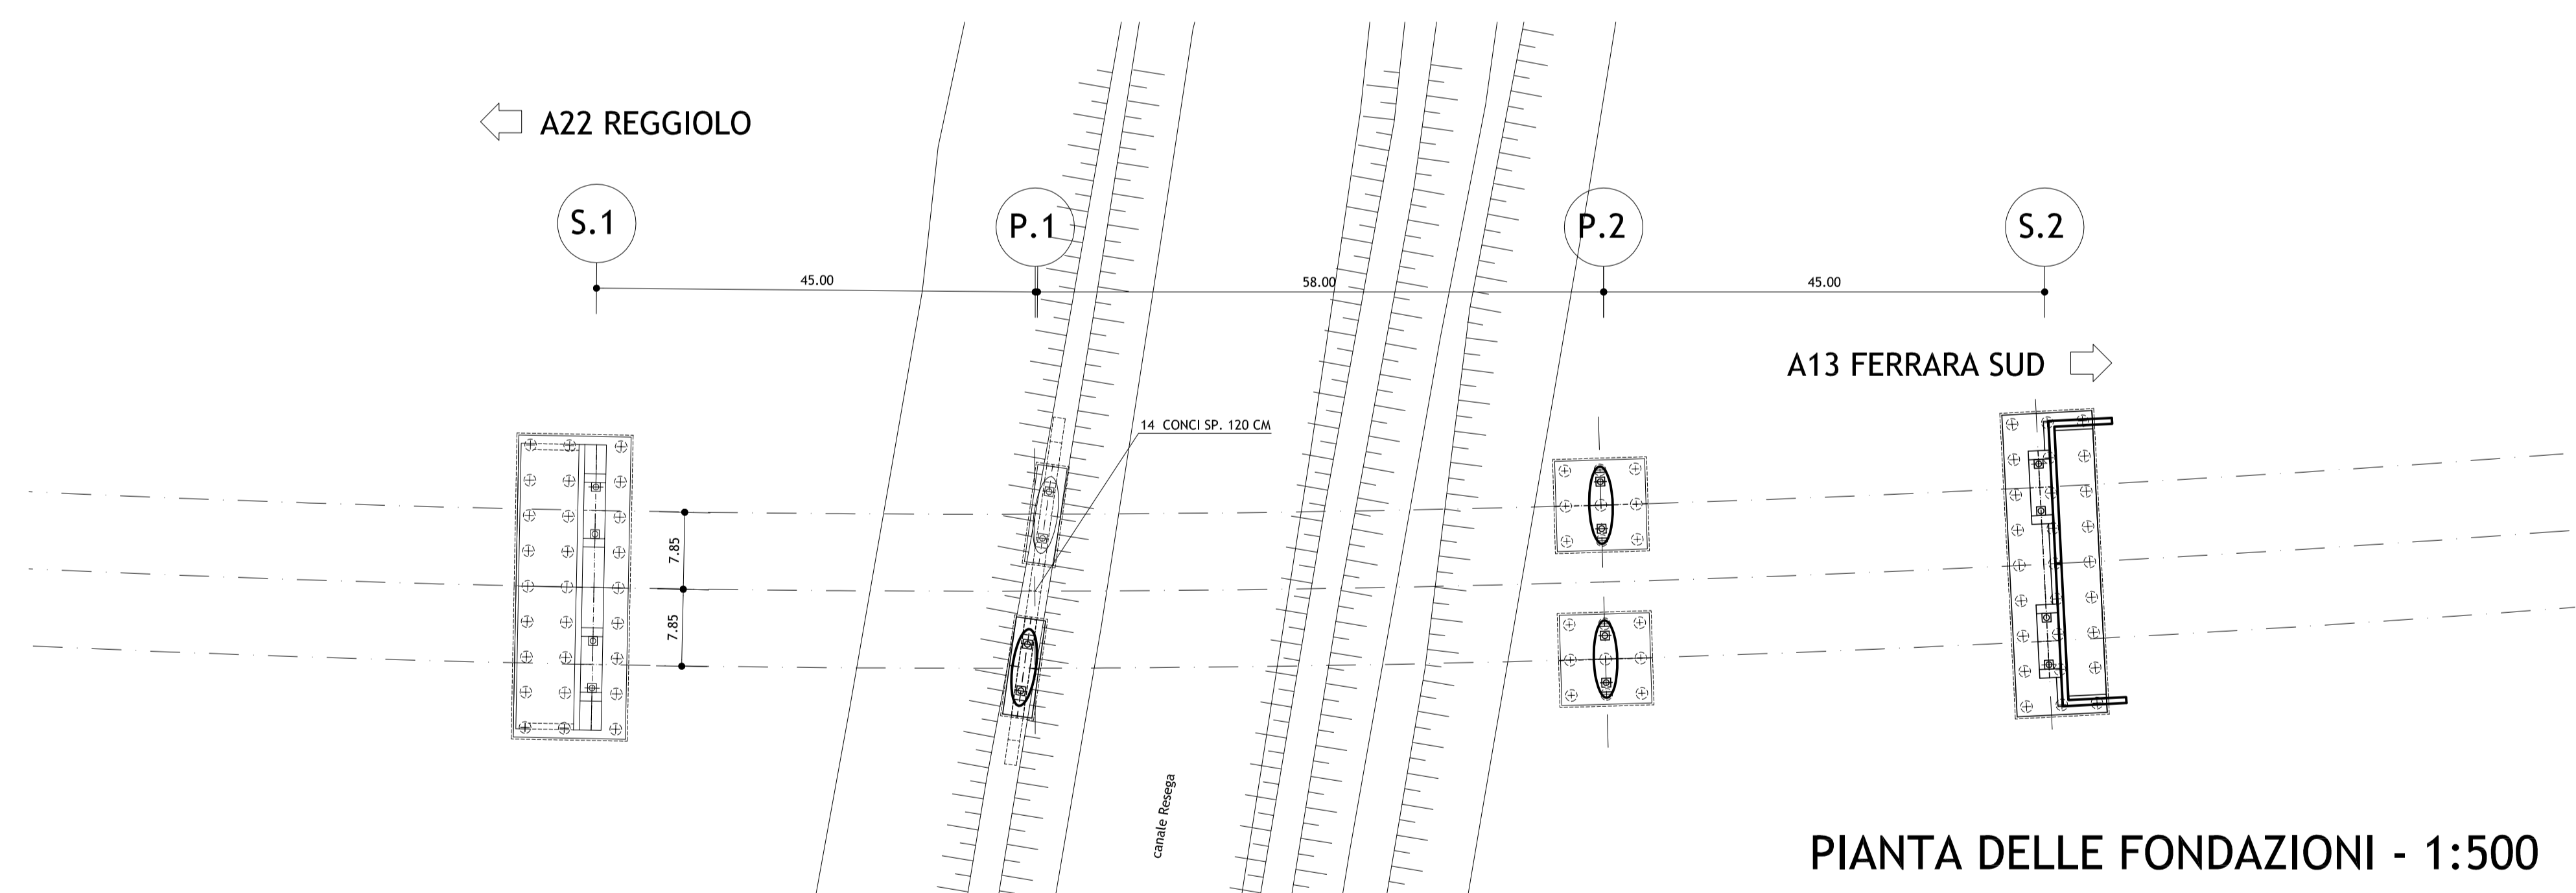 A22 REGGIOLO
S.1
P.1
P.2
S.2
45.00
58.00
45.00
A13 FERRARA SUD
14 CONCI SP. 120 CM
7.85
7.85
canale Resega
PIANTA DELLE FONDAZIONI - 1:500